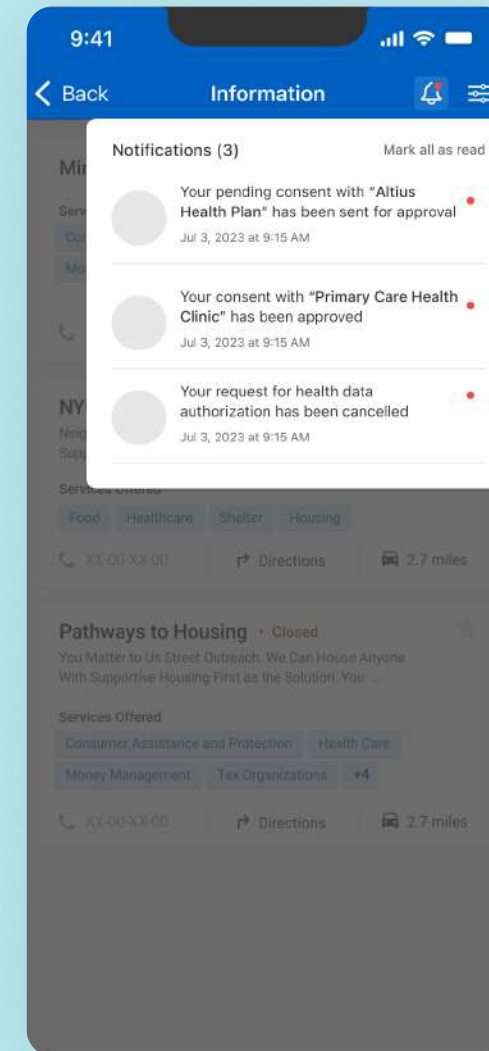 9:41
Back Information
Notifications (3) Mark all as read
Your pending consent with “Altius
Health Plan” has been sent for approval
Jul 3, 2023 at 9:15 AM
Your consent with “Primary Care Health
Clinic” has been approved
Jul 3, 2023 at 9:15 AM
Your request for health data
authorization has been cancelled
Jul 3, 2023 at 9:15 AM
Services Offered
Food Healthcare Shelter Housing
XX-00-XX-00 Directions 2.7 miles
Pathways to Housing • Closed
You Matter to Us Street Outreach. We Can House Anyone
With Supportive Housing First as the Solution. You ...
Services Offered
Consumer Assistance and Protection Health Care
Money Management Tax Organizations +4
XX-00-XX-00 Directions 2.7 miles